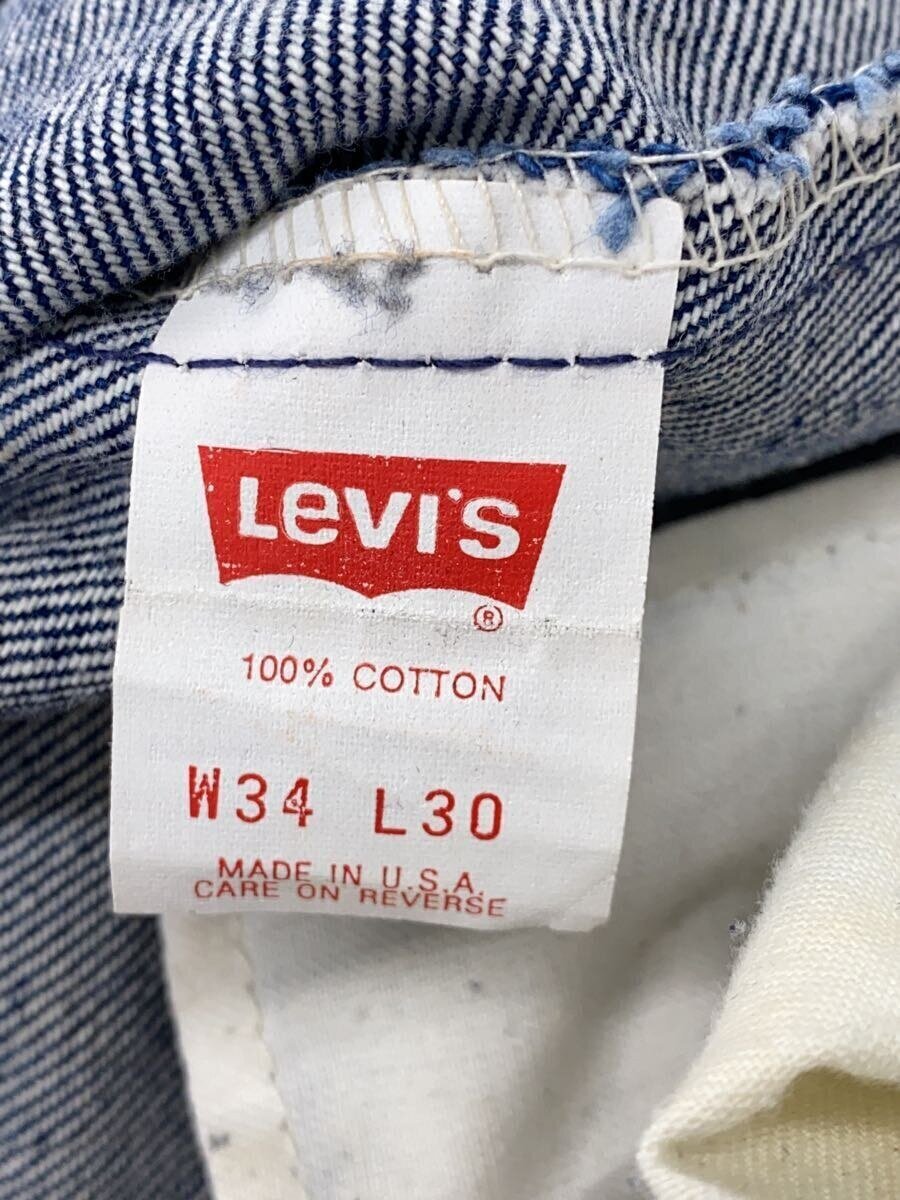 LEVI'S
®
100% COTTON
W34 L30
MADE IN U.S.A.
CARE ON REVERSE